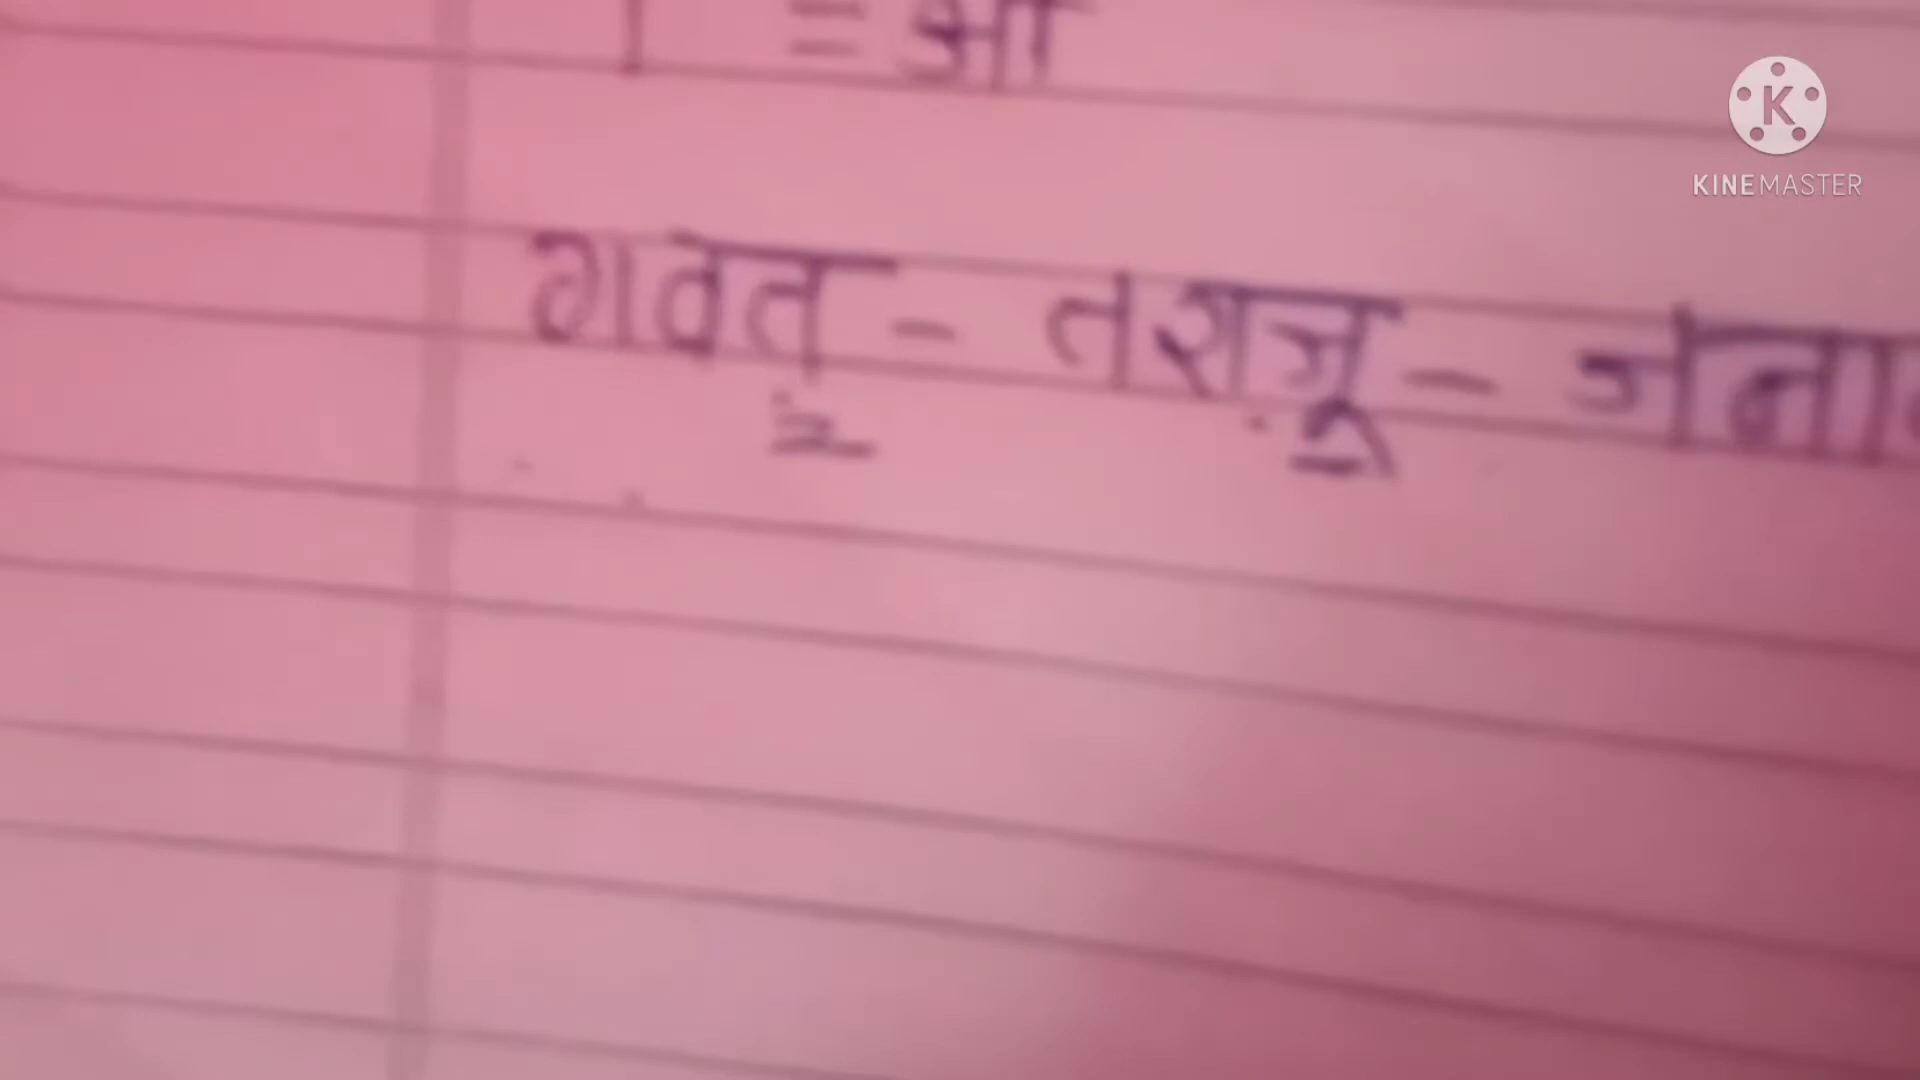 ा = आ
KINEMASTER
गवत - तराजू -